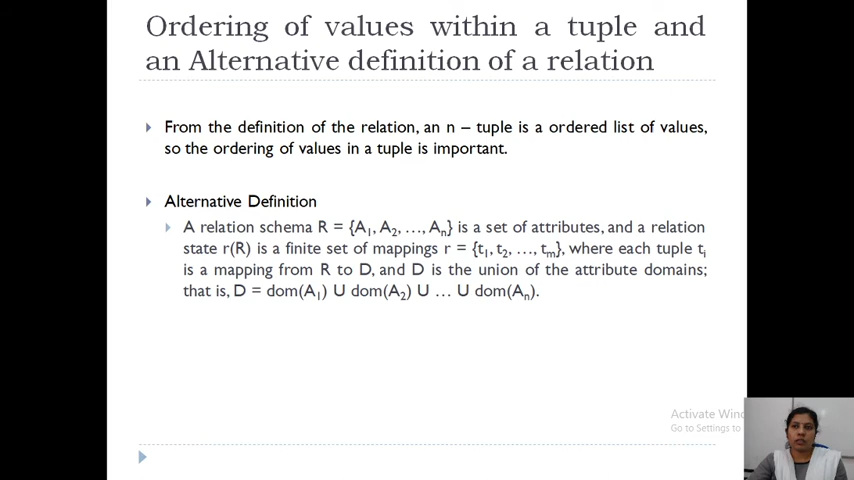 Ordering of values within a tuple and
an Alternative definition of a relation
From the definition of the relation, an n – tuple is a ordered list of values,
so the ordering of values in a tuple is important.
Alternative Definition
A relation schema R = {A₁, A₂, …, Aₙ} is a set of attributes, and a relation
state r(R) is a finite set of mappings r = {t₁, t₂, …, tₘ}, where each tuple tᵢ
is a mapping from R to D, and D is the union of the attribute domains;
that is, D = dom(A₁) U dom(A₂) U … U dom(Aₙ).
Activate Win
Go to Settings to